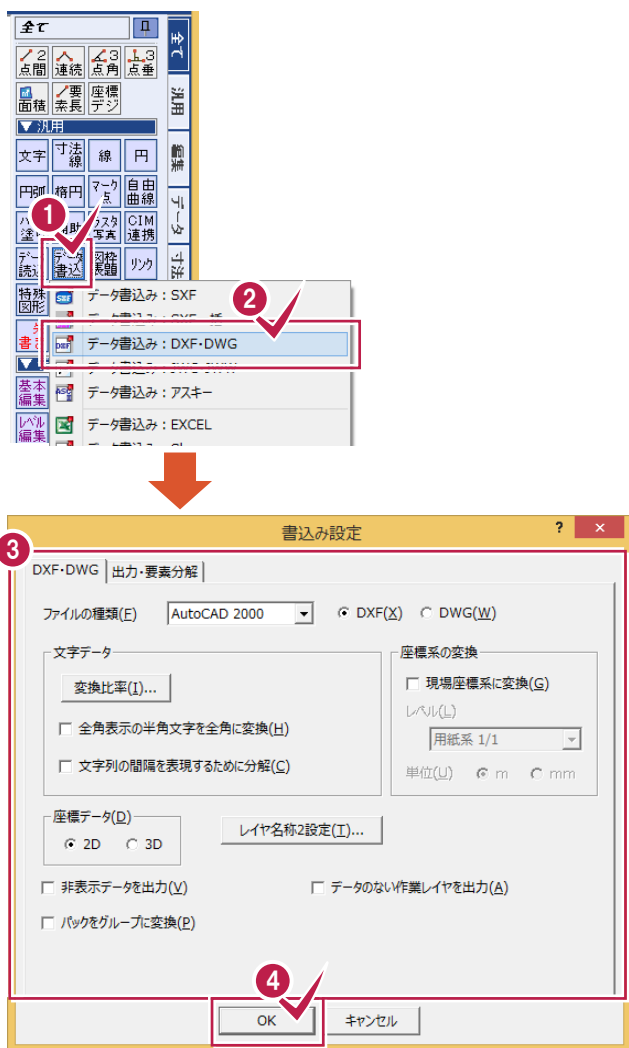 全て
全て
2点間
連続
3点角
3点垂
面積
要素長
座標デジ
汎用
▼汎用
文字
寸法線
線
円
編集
円弧
楕円
マーク点
自由曲線
データ
CIM連携
データ書込
図枠表題
リンク
寸法
特殊図形
データ書込み：SXF
データ書込み：DXF・DWG
データ書込み：アスキー
基本編集
データ書込み：EXCEL
レベル編集
1
2
書込み設定
? ×
3
DXF・DWG 出力・要素分解
ファイルの種類(F) AutoCAD 2000 DXF(X) DWG(W)
文字データ
変換比率(I)...
全角表示の半角文字を全角に変換(H)
文字列の間隔を表現するために分解(C)
座標系の変換
現場座標系に変換(G)
レベル(L)
用紙系 1/1
単位(U) m mm
座標データ(D)
2D 3D
レイヤ名称2設定(T)...
非表示データを出力(V) データのない作業レイヤを出力(A)
パックをグループに変換(P)
4
OK キャンセル